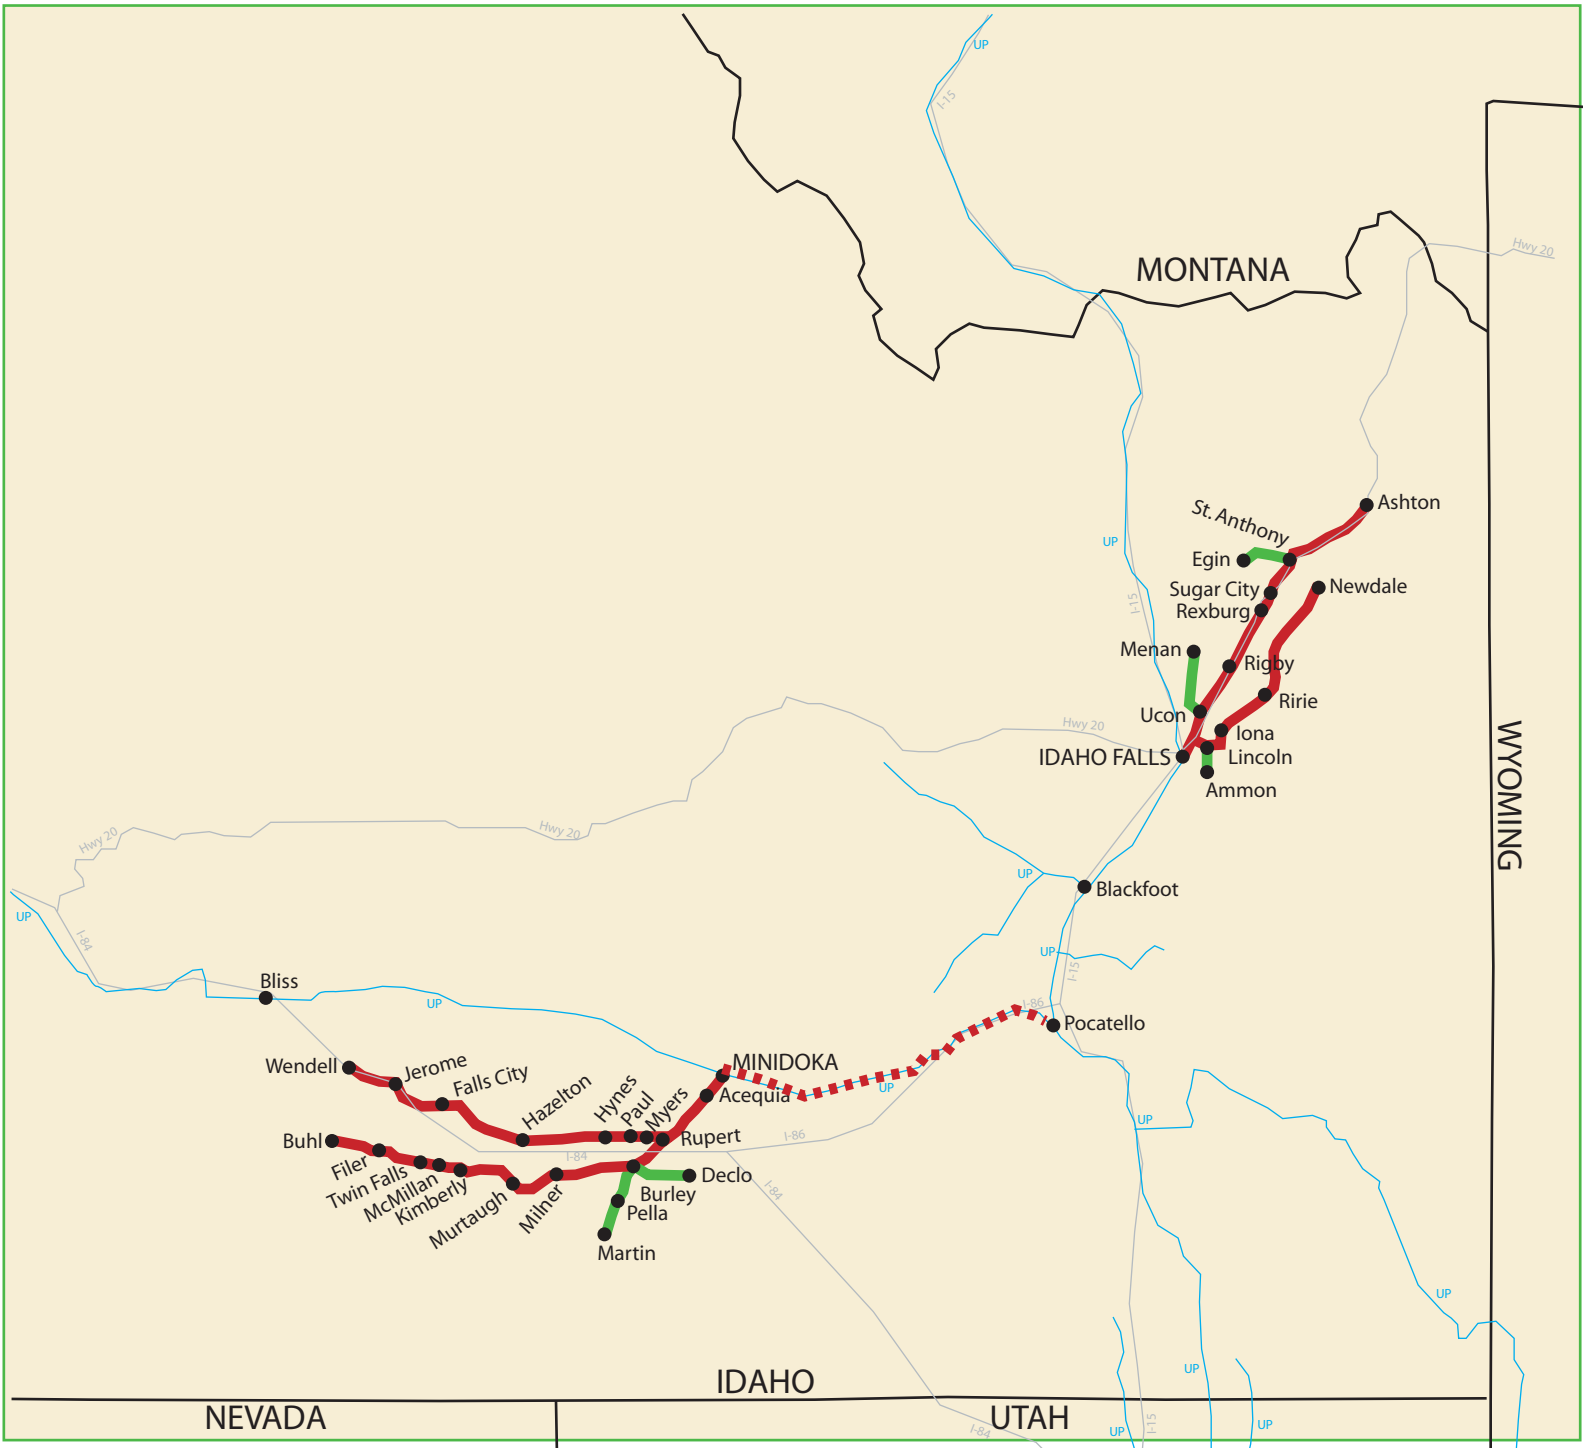 UP
I-15
MONTANA
Hwy 20
Ashton
St. Anthony
UP
Egin
Sugar City
Newdale
I-15
Rexburg
Menan
Rigby
Ririe
Ucon
Hwy 20
Iona
IDAHO FALLS
Lincoln
Ammon
WYOMING
Hwy 20
Hwy 20
UP
Blackfoot
UP
I-84
UP
I-15
Bliss
UP
I-86
Pocatello
Wendell
Jerome
MINIDOKA
Falls City
UP
Hazelton
Hynes
Paul
Myers
Acequia
UP
Buhl
Rupert
I-86
Filer
I-84
Twin Falls
McMillan
Kimberly
Declo
I-84
Burley
Murtaugh
Milner
Pella
Martin
UP
UP
IDAHO
NEVADA
UTAH
I-84
UP
I-15
UP